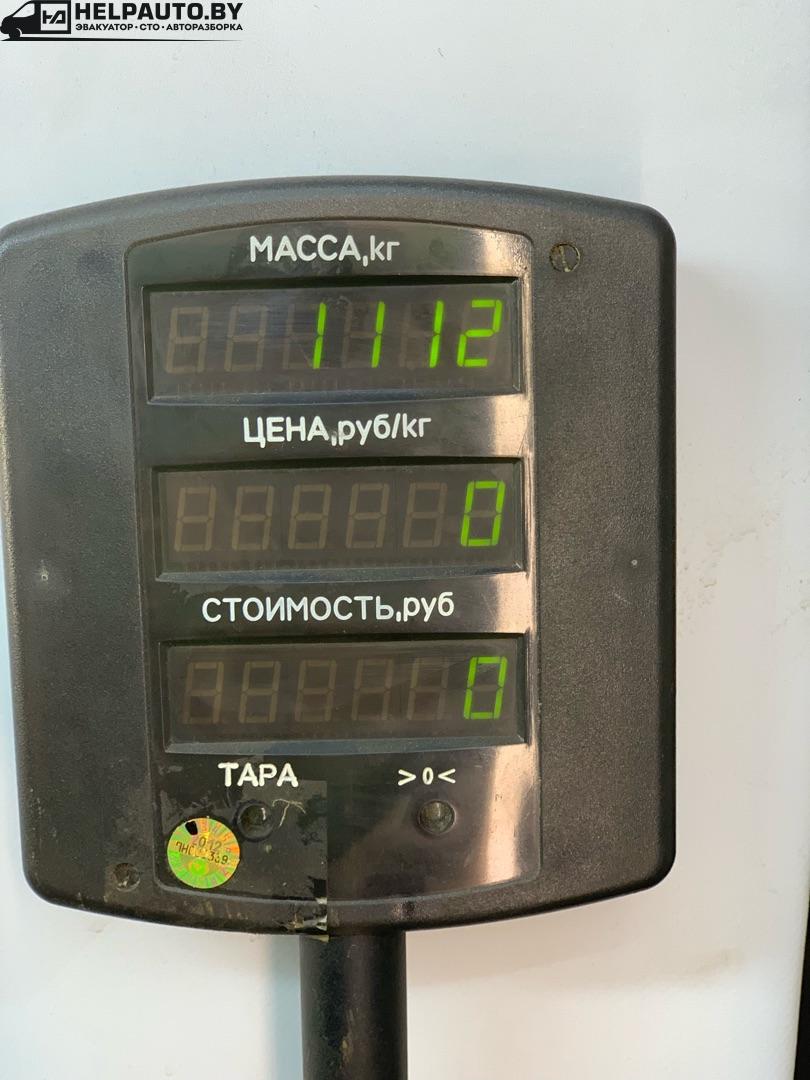 HELPAUTO.BY
ЭВАКУАТОР · СТО · АВТОРАЗБОРКА
МАССА,кг
1112
ЦЕНА,руб/кг
0
СТОИМОСТЬ,руб
0
ТАРА >0<